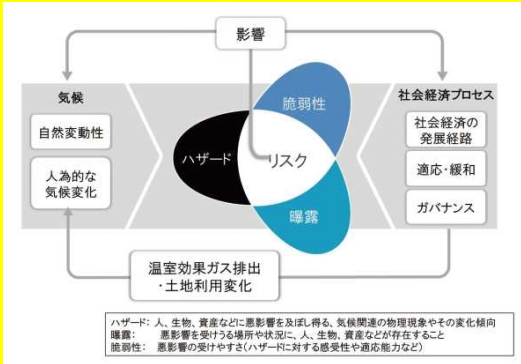 影響
気候
自然変動性
人為的な
気候変化
脆弱性
ハザード
リスク
曝露
社会経済プロセス
社会経済の
発展経路
適応・緩和
ガバナンス
温室効果ガス排出
・土地利用変化
ハザード: 人、生物、資産などに悪影響を及ぼし得る、気候関連の物理現象やその変化傾向
曝露: 悪影響を受けうる場所や状況に、人、生物、資産などが存在すること
脆弱性: 悪影響の受けやすさ(ハザードに対する感受性や適応能力など)